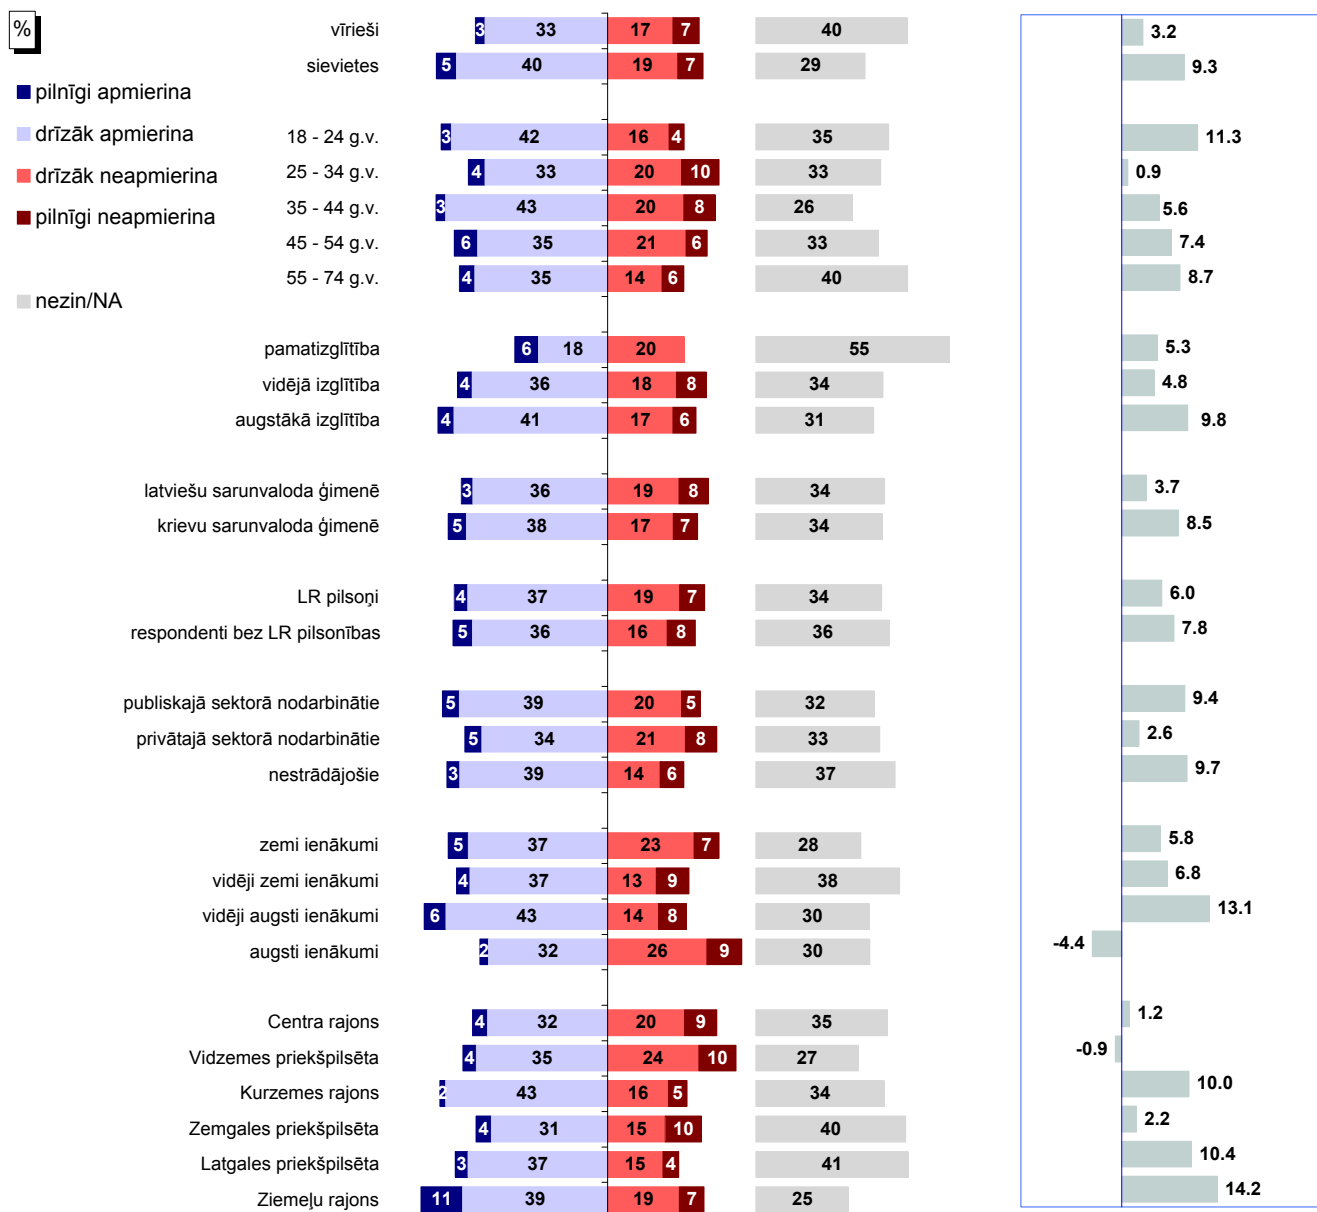 %
pilnīgi apmierina
drīzāk apmierina
drīzāk neapmierina
pilnīgi neapmierina
nezin/NA
vīrieši 3 33 17 7 40 3.2
sievietes 5 40 19 7 29 9.3
18 - 24 g.v. 3 42 16 4 35 11.3
25 - 34 g.v. 4 33 20 10 33 0.9
35 - 44 g.v. 3 43 20 8 26 5.6
45 - 54 g.v. 6 35 21 6 33 7.4
55 - 74 g.v. 4 35 14 6 40 8.7
pamatizglītība 6 18 20 55 5.3
vidējā izglītība 4 36 18 8 34 4.8
augstākā izglītība 4 41 17 6 31 9.8
latviešu sarunvaloda ģimenē 3 36 19 8 34 3.7
krievu sarunvaloda ģimenē 5 38 17 7 34 8.5
LR pilsoņi 4 37 19 7 34 6.0
respondenti bez LR pilsonības 5 36 16 8 36 7.8
publiskajā sektorā nodarbinātie 5 39 20 5 32 9.4
privātajā sektorā nodarbinātie 5 34 21 8 33 2.6
nestrādājošie 3 39 14 6 37 9.7
zemi ienākumi 5 37 23 7 28 5.8
vidēji zemi ienākumi 4 37 13 9 38 6.8
vidēji augsti ienākumi 6 43 14 8 30 13.1
augsti ienākumi 2 32 26 9 30 -4.4
Centra rajons 4 32 20 9 35 1.2
Vidzemes priekšpilsēta 4 35 24 10 27 -0.9
Kurzemes rajons 2 43 16 5 34 10.0
Zemgales priekšpilsēta 4 31 15 10 40 2.2
Latgales priekšpilsēta 3 37 15 4 41 10.4
Ziemeļu rajons 11 39 19 7 25 14.2